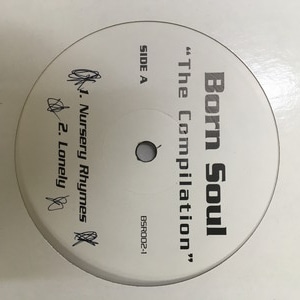 Born Soul
"The Compilation"
SIDE A
BSR002-1
1. Nursery Rhymes
2. Lonely